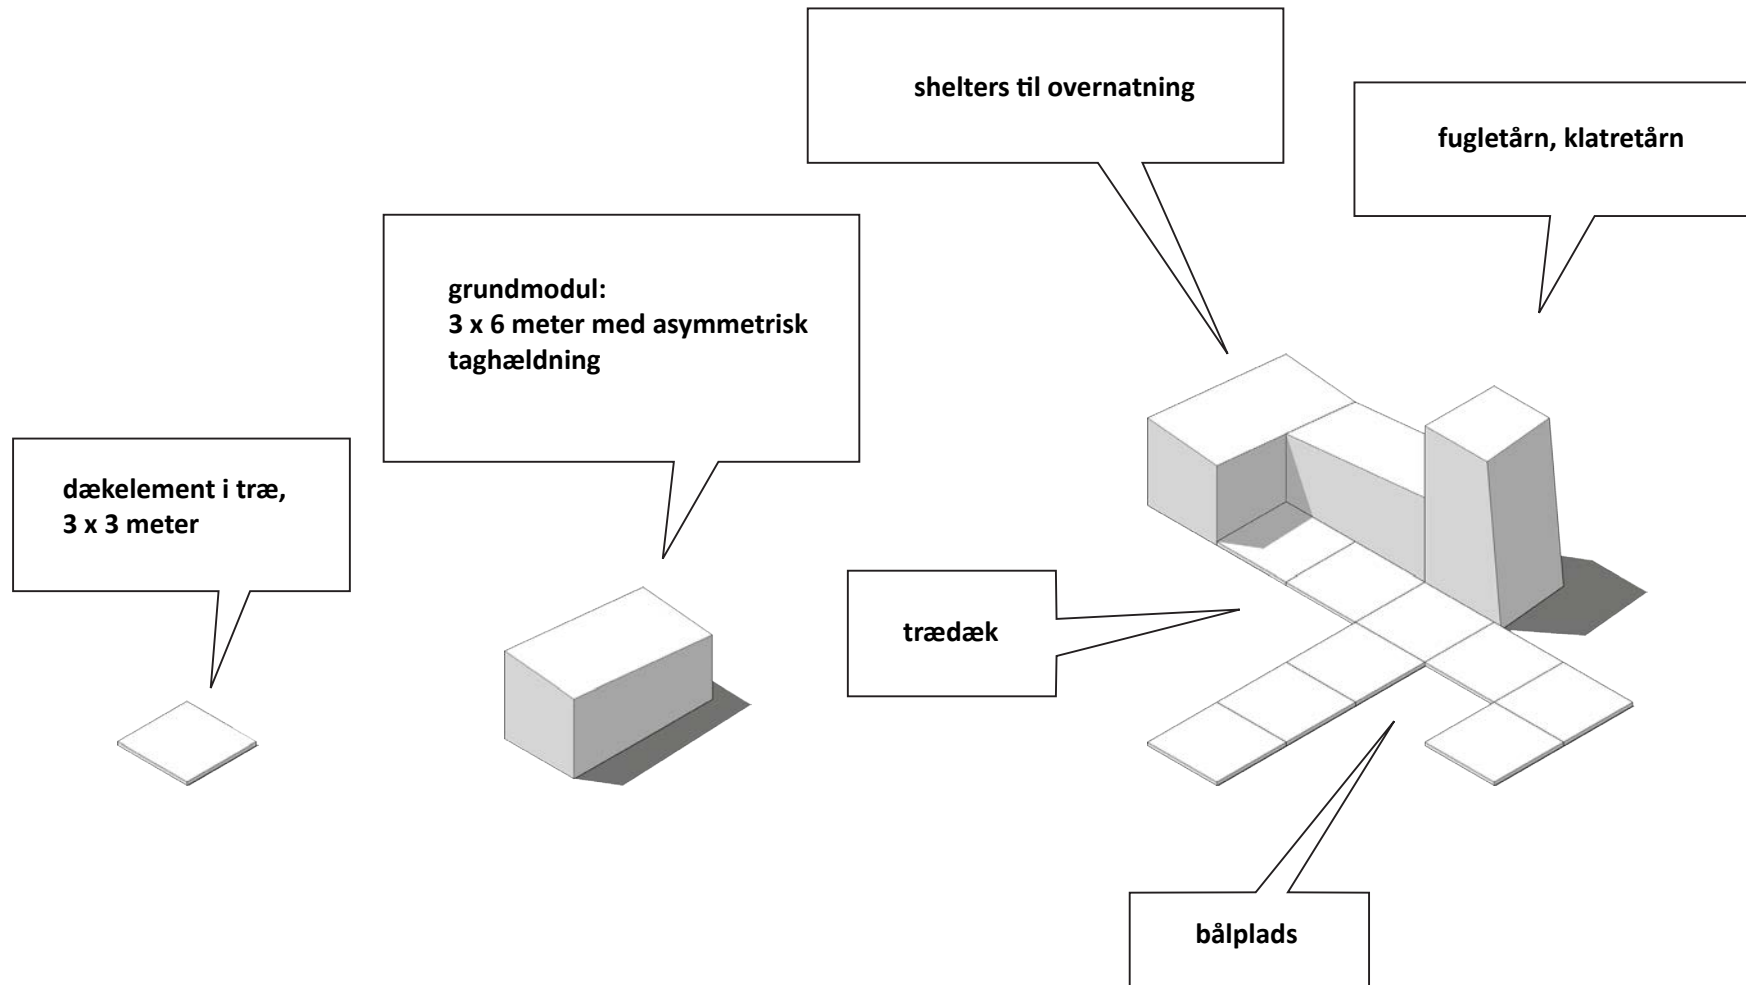 shelters til overnatning
fugletårn, klatretårn
grundmodul:
3 x 6 meter med asymmetrisk
taghældning
dækelement i træ,
3 x 3 meter
trædæk
bålplads